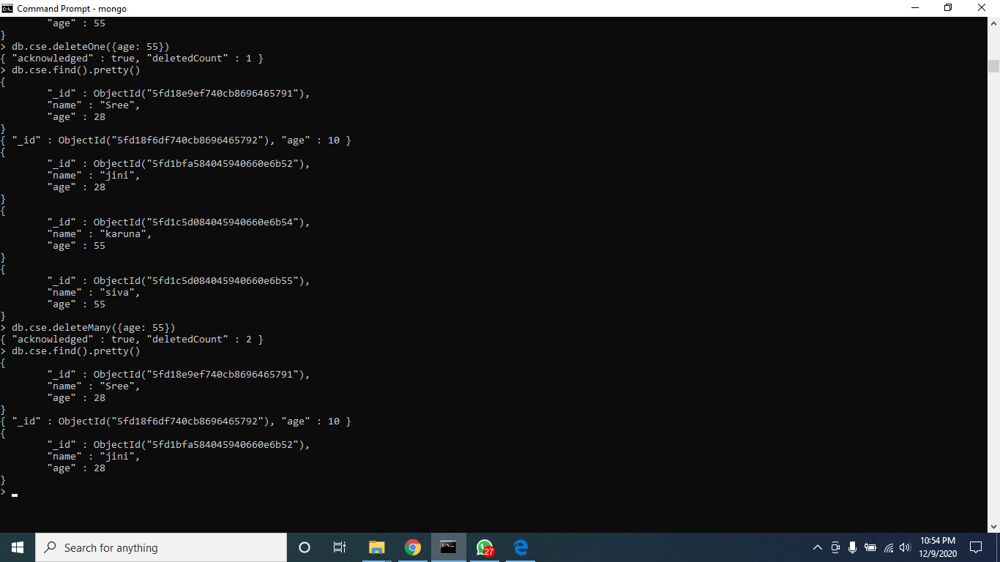 Command Prompt - mongo
"age" : 55
}
> db.cse.deleteOne({age: 55})
{ "acknowledged" : true, "deletedCount" : 1 }
> db.cse.find().pretty()
{
"_id" : ObjectId("5fd18e9ef740cb8696465791"),
"name" : "Sree",
"age" : 28
}
{ "_id" : ObjectId("5fd18f6df740cb8696465792"), "age" : 10 }
{
"_id" : ObjectId("5fd1bfa584045940660e6b52"),
"name" : "jini",
"age" : 28
}
{
"_id" : ObjectId("5fd1c5d084045940660e6b54"),
"name" : "karuna",
"age" : 55
}
{
"_id" : ObjectId("5fd1c5d084045940660e6b55"),
"name" : "siva",
"age" : 55
}
> db.cse.deleteMany({age: 55})
{ "acknowledged" : true, "deletedCount" : 2 }
> db.cse.find().pretty()
{
"_id" : ObjectId("5fd18e9ef740cb8696465791"),
"name" : "Sree",
"age" : 28
}
{ "_id" : ObjectId("5fd18f6df740cb8696465792"), "age" : 10 }
{
"_id" : ObjectId("5fd1bfa584045940660e6b52"),
"name" : "jini",
"age" : 28
}
>
Search for anything
27
10:54 PM
12/9/2020